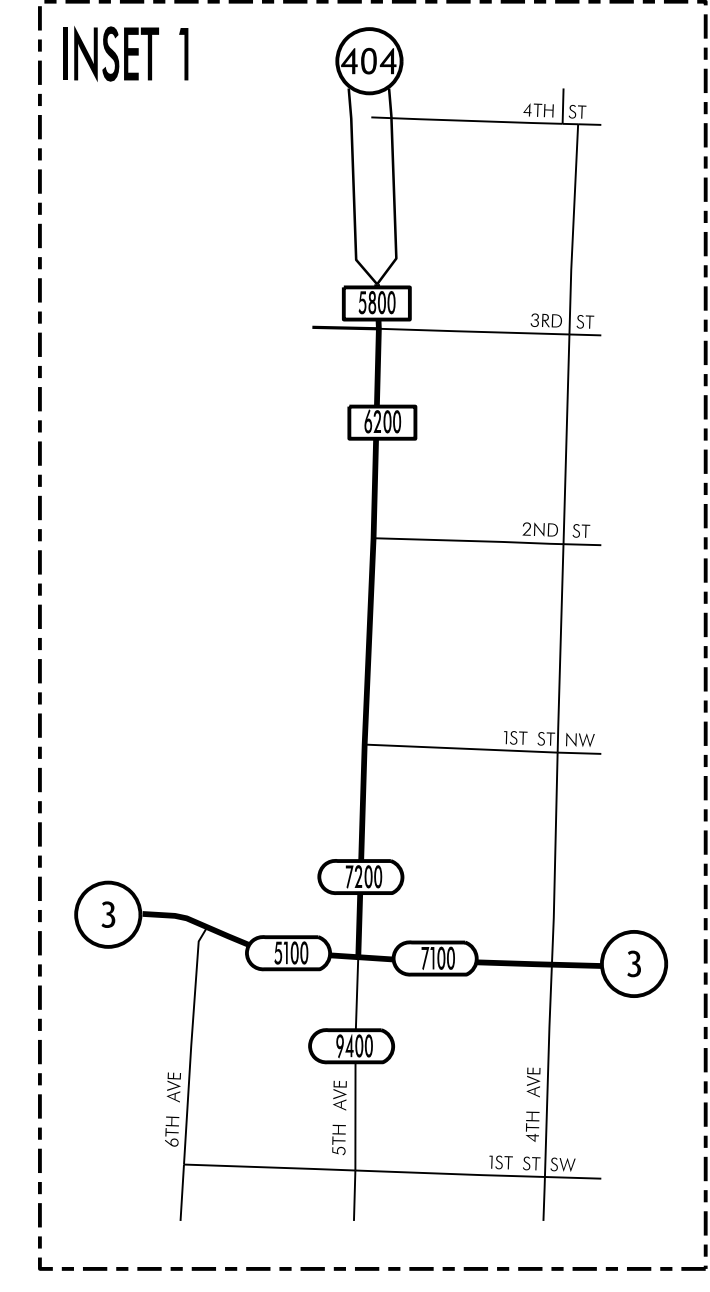 INSET 1
404
4TH ST
5800
3RD ST
6200
2ND ST
1ST ST NW
7200
3
5100
7100
3
9400
6TH AVE
5TH AVE
4TH AVE
1ST ST SW